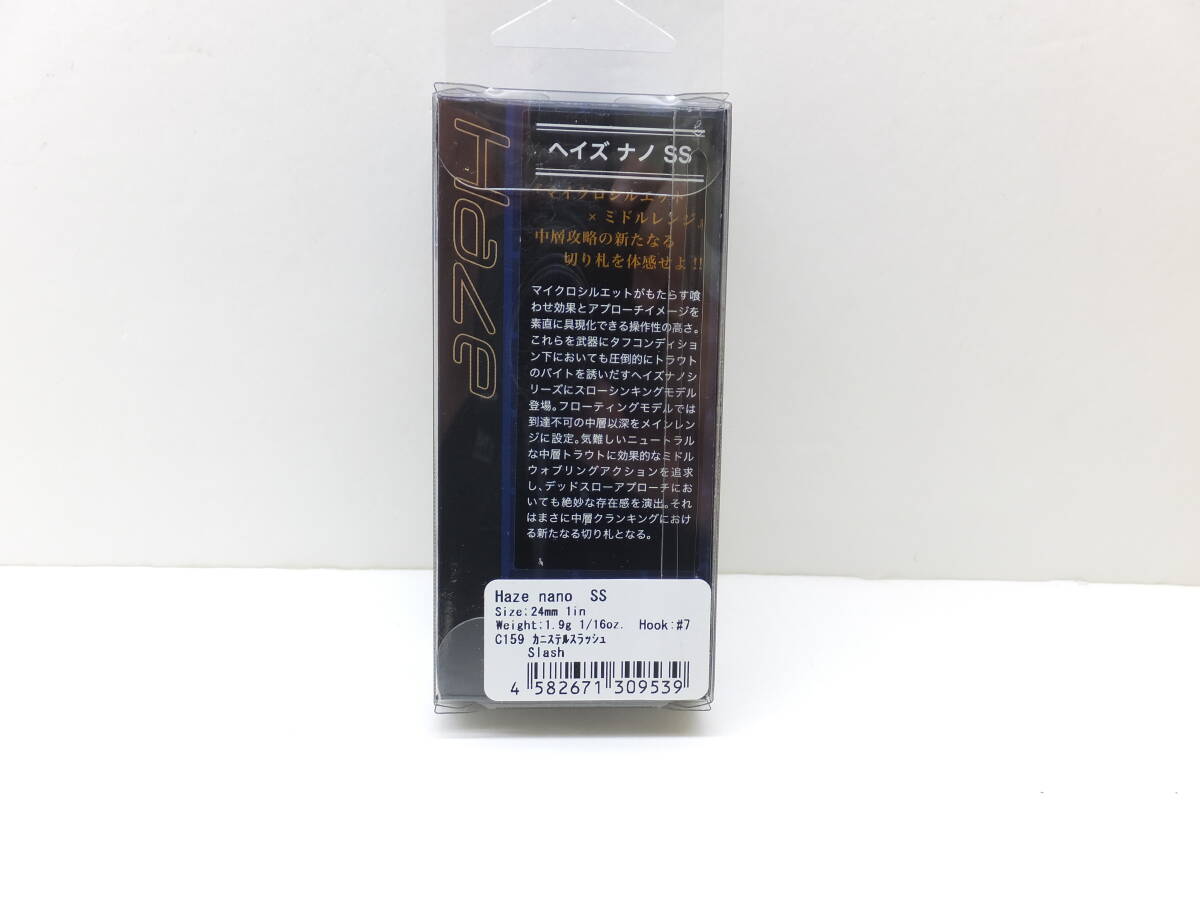 Haze
ヘイズ ナノ SS
『マイクロシルエット
× ミドルレンジ』
中層攻略の新たなる
切り札を体感せよ!!
マイクロシルエットがもたらす喰
わせ効果とアプローチイメージを
素直に具現化できる操作性の高さ。
これらを武器にタフコンディショ
ン下においても圧倒的にトラウト
のバイトを誘いだすヘイズナノシ
リーズにスローシンキングモデル
登場。フローティングモデルでは
到達不可の中層以深をメインレン
ジに設定。気難しいニュートラル
な中層トラウトに効果的なミドル
ウォブリングアクションを追求
し、デッドスローアプローチにお
いても絶妙な存在感を演出。それ
はまさに中層クランキングにおけ
る新たなる切り札となる。
Haze nano SS
Size:24mm 1in
Weight:1.9g 1/16oz. Hook:#7
C159 ｶﾆｽﾃﾙｽﾗｯｼｭ
Slash
4 582671 309539